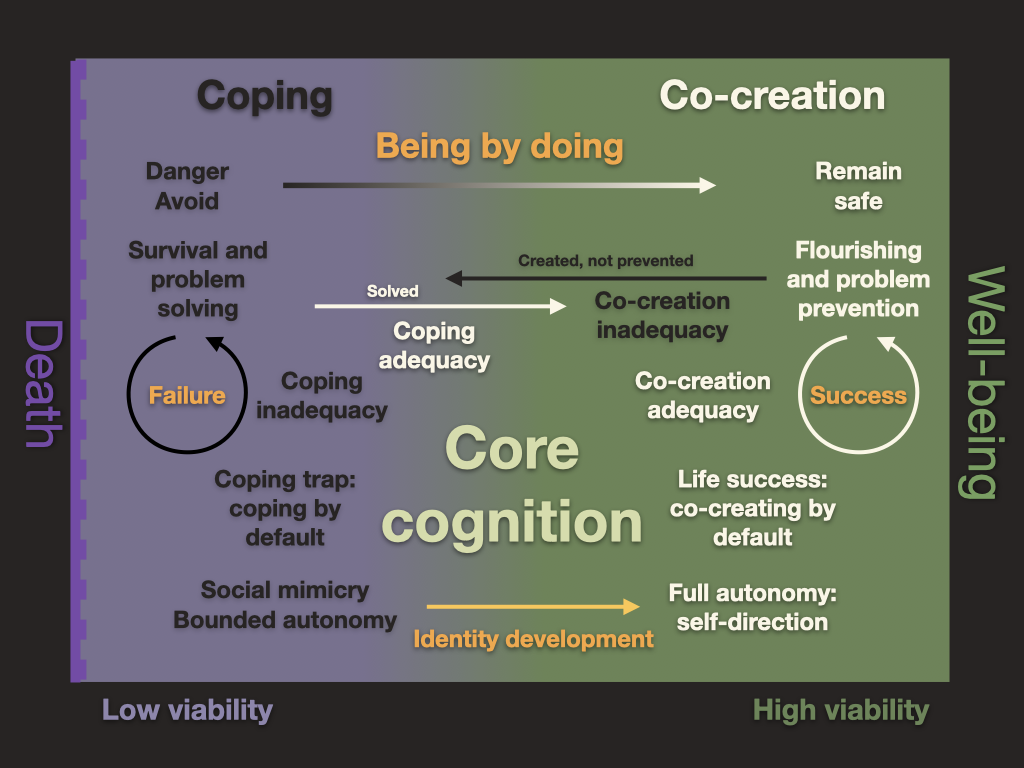 Coping
Co-creation
Being by doing
Danger
Avoid
Remain
safe
Survival and
problem
solving
Created, not prevented
Flourishing
and problem
prevention
Solved
Co-creation
inadequacy
Coping
adequacy
Death
Well-being
Failure
Coping
inadequacy
Co-creation
adequacy
Success
Core
cognition
Coping trap:
coping by
default
Life success:
co-creating by
default
Social mimicry
Bounded autonomy
Full autonomy:
self-direction
Identity development
Low viability
High viability